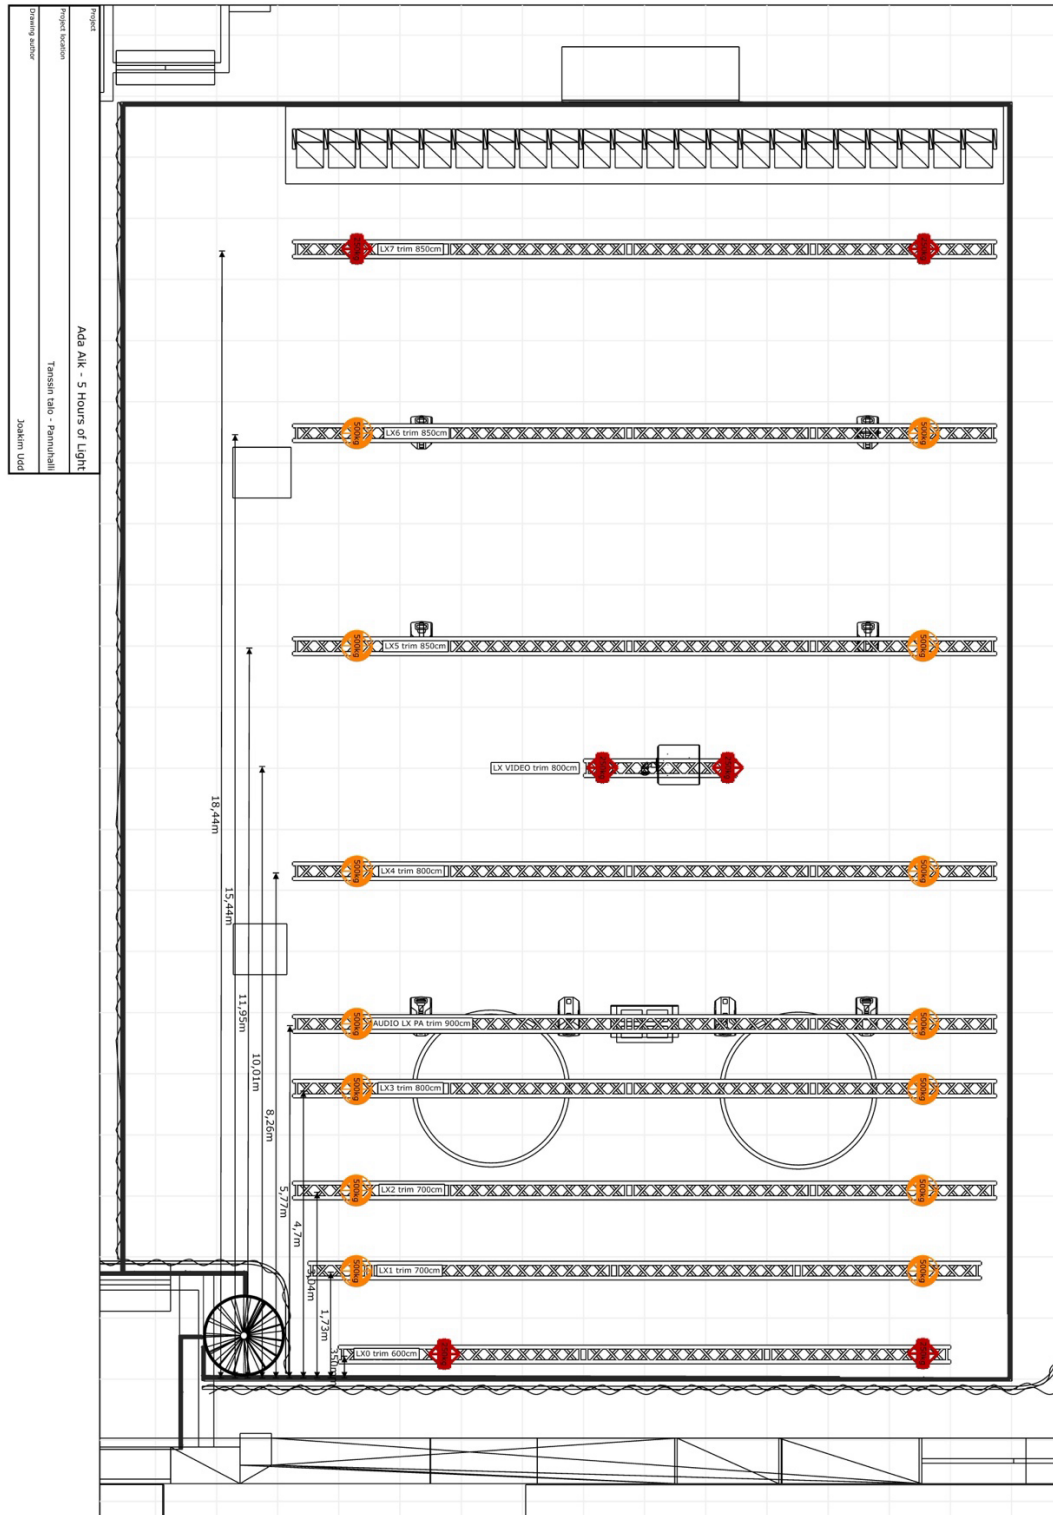 Project
Ada Aik - 5 Hours of Light
Project location
Tanssin talo - Pannuhalli
Drawing author
Joakim Udd
LX7 trim 850cm
500kg
LX6 trim 850cm
500kg
500kg
LX5 trim 850cm
500kg
LX VIDEO trim 800cm
500kg
LX4 trim 800cm
500kg
500kg
AUDIO LX PA trim 900cm
500kg
500kg
LX3 trim 800cm
500kg
500kg
LX2 trim 700cm
500kg
500kg
LX1 trim 700cm
500kg
LX0 trim 600cm
18,44m
15,44m
11,95m
10,01m
8,26m
5,77m
4,7m
3,04m
1,73m